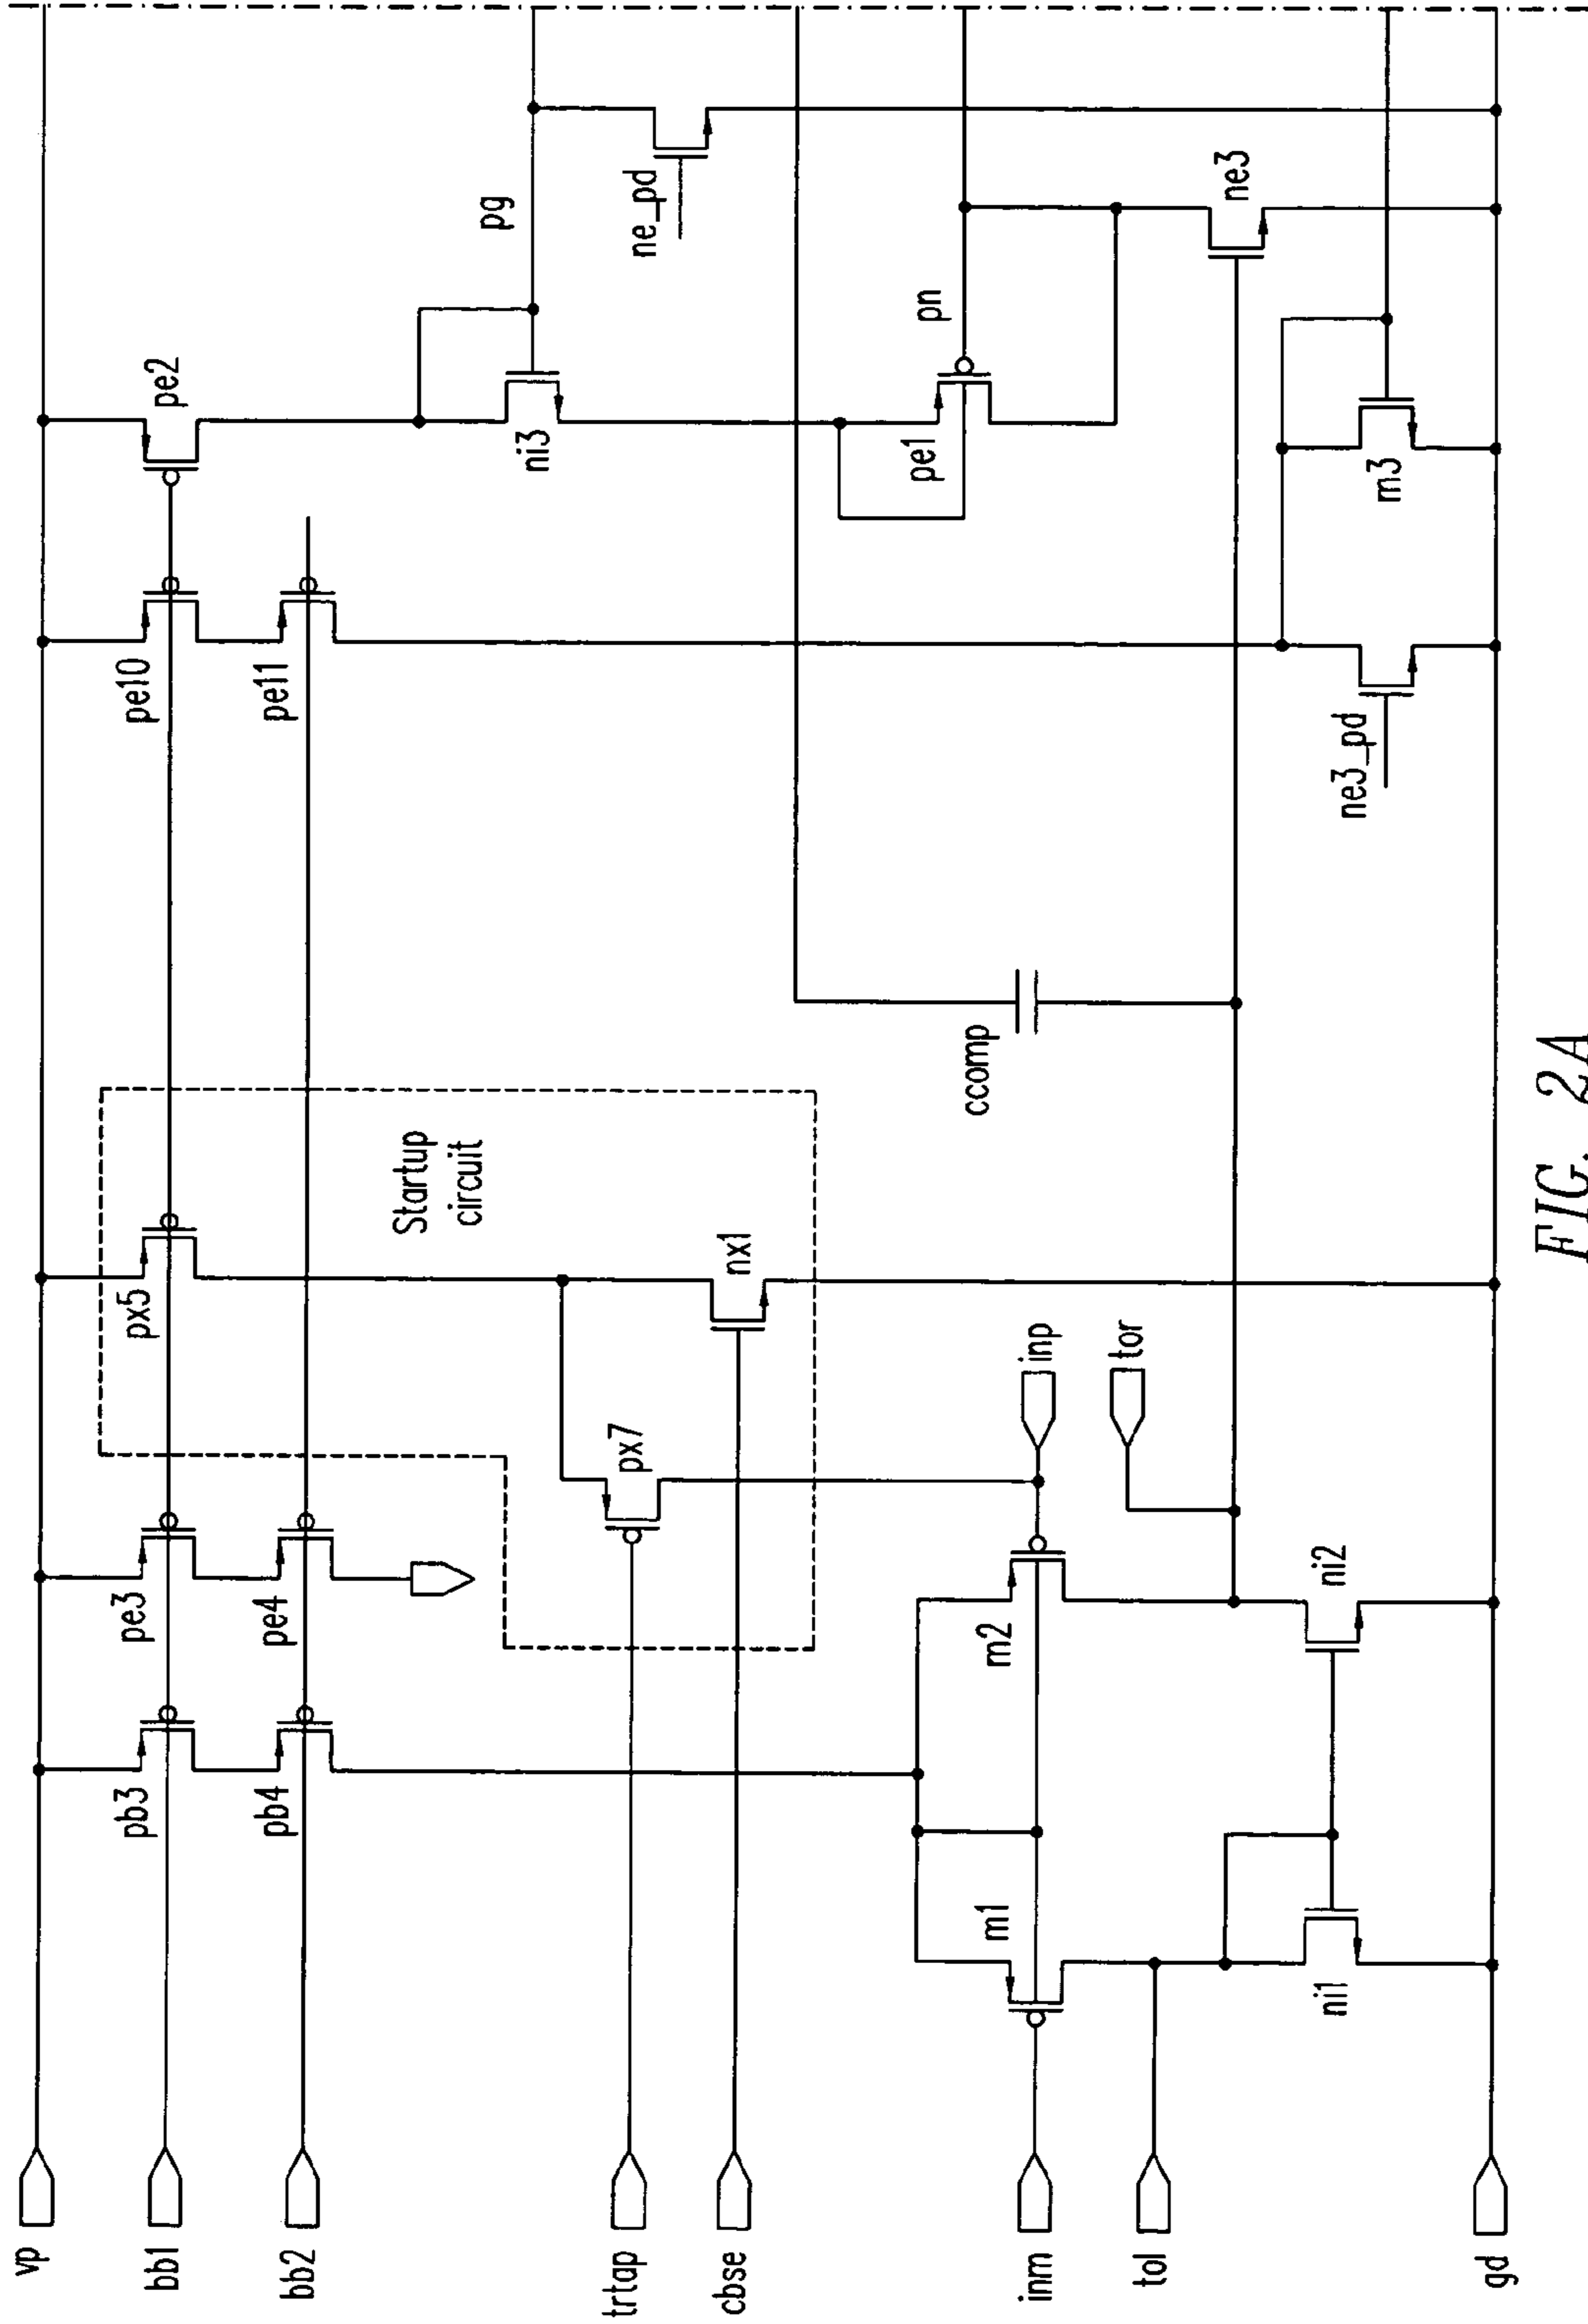 vp
bb1
bb2
trtap
cbse
inm
tol
gd
pb3
pb4
pe3
pe4
px5
px7
nx1
Startup
circuit
m1
m2
ni1
ni2
inp
tor
ccomp
pe10
pe11
pe2
ni3
pg
ne_pd
pe1
pn
ne3
m3
ne3_pd
FIG. 2A